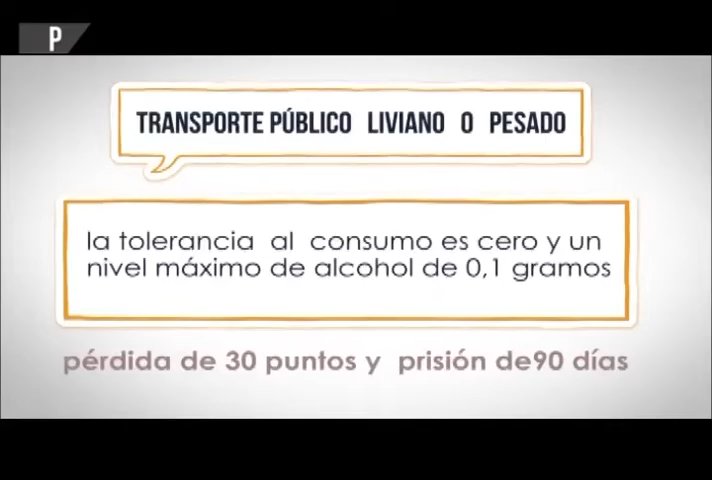 P
TRANSPORTE PÚBLICO LIVIANO O PESADO
la tolerancia al consumo es cero y un
nivel máximo de alcohol de 0,1 gramos
pérdida de 30 puntos y prisión de90 días